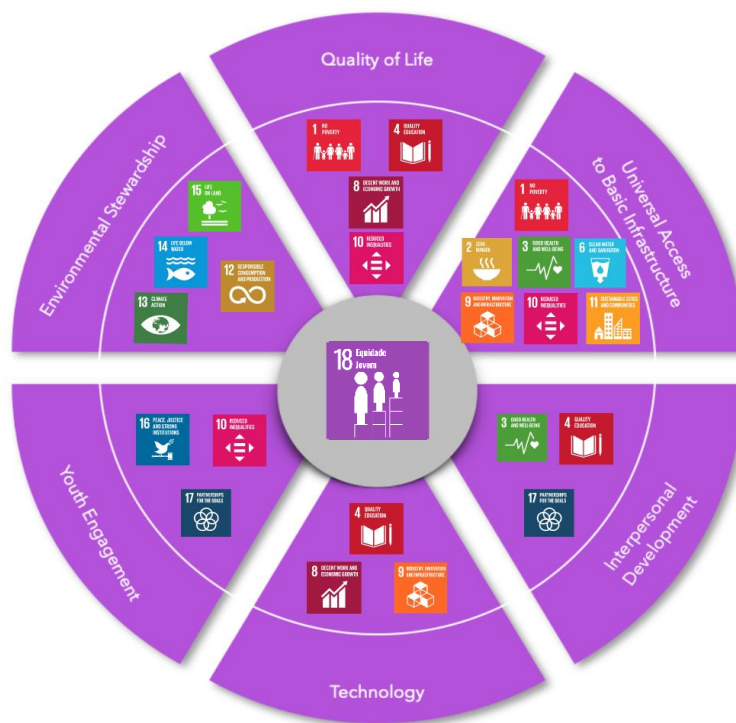 Quality of Life
1 NO
POVERTY
4 QUALITY
EDUCATION
8 DECENT WORK AND
ECONOMIC GROWTH
10 REDUCED
INEQUALITIES
Universal Access
to Basic Infrastructure
1 NO
POVERTY
2 ZERO
HUNGER
3 GOOD HEALTH
AND WELL-BEING
6 CLEAN WATER
AND SANITATION
9 INDUSTRY, INNOVATION
AND INFRASTRUCTURE
10 REDUCED
INEQUALITIES
11 SUSTAINABLE CITIES
AND COMMUNITIES
Interpersonal
Development
3 GOOD HEALTH
AND WELL-BEING
4 QUALITY
EDUCATION
17 PARTNERSHIPS
FOR THE GOALS
Technology
4 QUALITY
EDUCATION
8 DECENT WORK AND
ECONOMIC GROWTH
9 INDUSTRY, INNOVATION
AND INFRASTRUCTURE
Youth Engagement
16 PEACE, JUSTICE
AND STRONG
INSTITUTIONS
10 REDUCED
INEQUALITIES
17 PARTNERSHIPS
FOR THE GOALS
Environmental Stewardship
15 LIFE
ON LAND
14 LIFE BELOW
WATER
12 RESPONSIBLE
CONSUMPTION
AND PRODUCTION
13 CLIMATE
ACTION
18 Equidade
Jovem